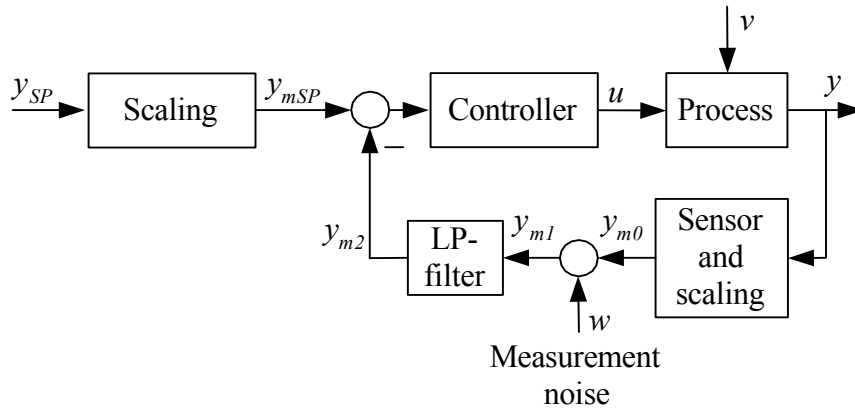 v
y_SP
Scaling
y_mSP
Controller
u
Process
y
−
y_m2
LP-
filter
y_m1
y_m0
Sensor
and
scaling
w
Measurement
noise